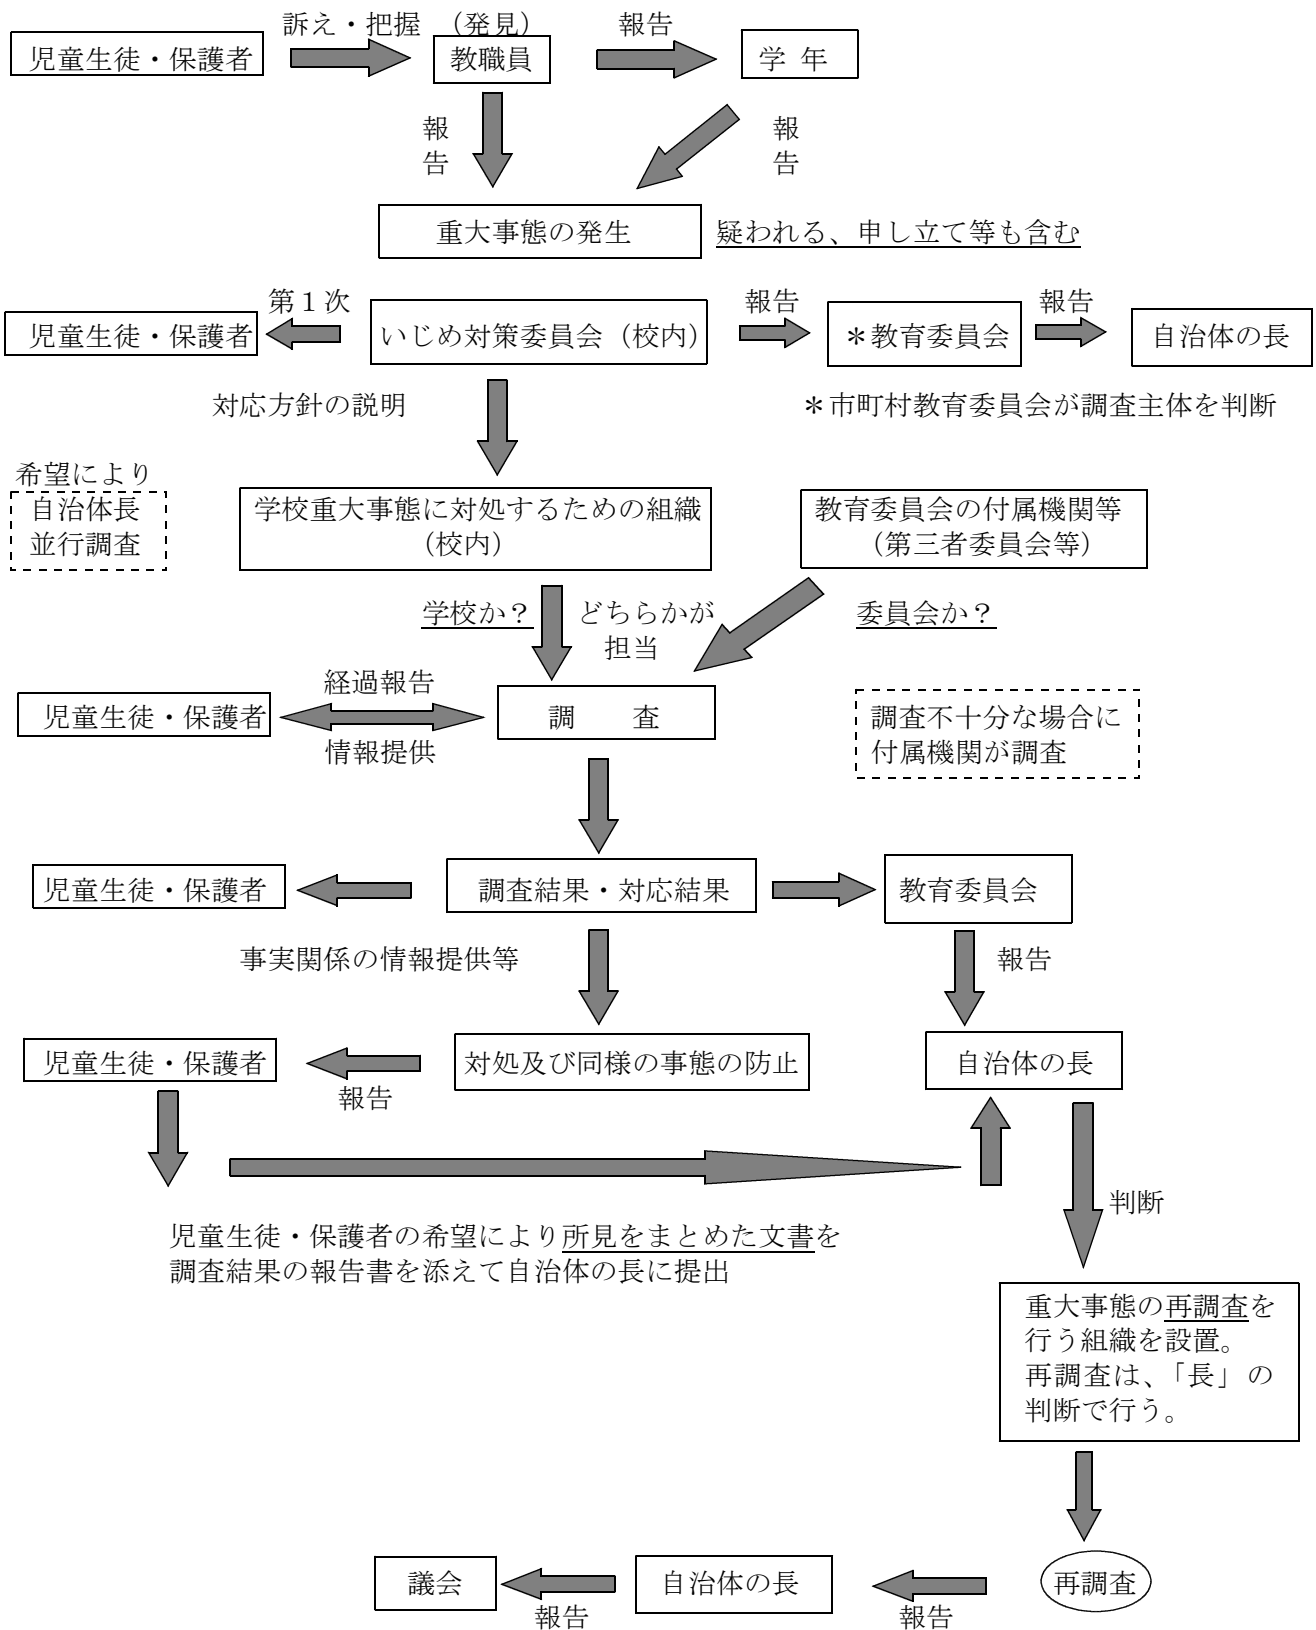 訴え・把握　（発見）
報告
児童生徒・保護者
教職員
学 年
報
告
報
告
重大事態の発生
疑われる、申し立て等も含む
第１次
報告
報告
児童生徒・保護者
いじめ対策委員会（校内）
＊教育委員会
自治体の長
対応方針の説明
＊市町村教育委員会が調査主体を判断
希望により
自治体長
並行調査
学校重大事態に対処するための組織
（校内）
教育委員会の付属機関等
（第三者委員会等）
学校か？
どちらかが
担当
委員会か？
経過報告
児童生徒・保護者
調　　査
情報提供
調査不十分な場合に
付属機関が調査
児童生徒・保護者
調査結果・対応結果
教育委員会
事実関係の情報提供等
報告
児童生徒・保護者
対処及び同様の事態の防止
自治体の長
報告
判断
児童生徒・保護者の希望により所見をまとめた文書を
調査結果の報告書を添えて自治体の長に提出
重大事態の再調査を
行う組織を設置。
再調査は、「長」の
判断で行う。
議会
自治体の長
再調査
報告
報告